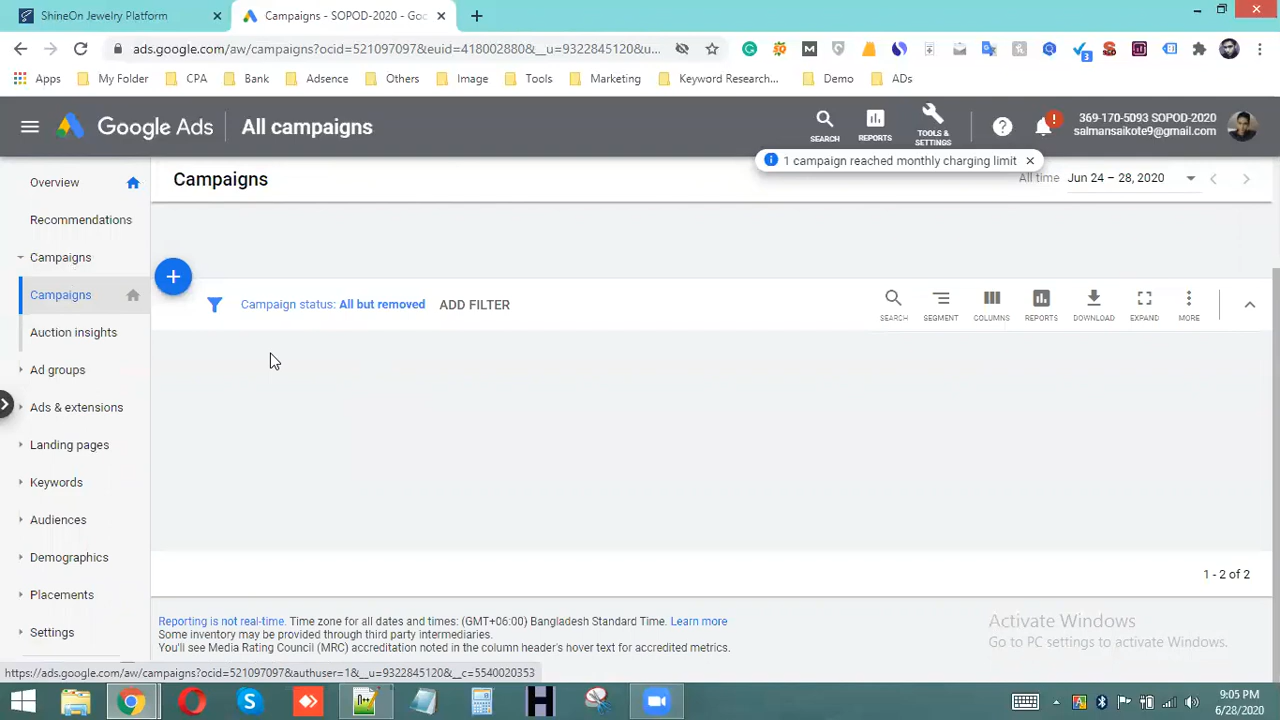 ShineOn Jewelry Platform
Campaigns - SOPOD-2020 - Goo
ads.google.com/aw/campaigns?ocid=521097097&euid=418002880&__u=9322845120&u...
Apps
My Folder
CPA
Bank
Adsence
Others
Image
Tools
Marketing
Keyword Research...
Demo
ADs
Google Ads
All campaigns
SEARCH
REPORTS
TOOLS &
SETTINGS
369-170-5093 SOPOD-2020
salmansaikote9@gmail.com
1 campaign reached monthly charging limit
Overview
Campaigns
All time
Jun 24 – 28, 2020
Recommendations
Campaigns
Campaigns
Campaign status: All but removed
ADD FILTER
SEARCH
SEGMENT
COLUMNS
REPORTS
DOWNLOAD
EXPAND
MORE
Auction insights
Ad groups
Ads & extensions
Landing pages
Keywords
Audiences
Demographics
1 - 2 of 2
Placements
Settings
Reporting is not real-time. Time zone for all dates and times: (GMT+06:00) Bangladesh Standard Time. Learn more
Some inventory may be provided through third party intermediaries.
You'll see Media Rating Council (MRC) accreditation noted in the column header's hover text for accredited metrics.
Activate Windows
Go to PC settings to activate Windows.
https://ads.google.com/aw/campaigns?ocid=521097097&authuser=1&__u=9322845120&__c=5540020353
9:05 PM
6/28/2020